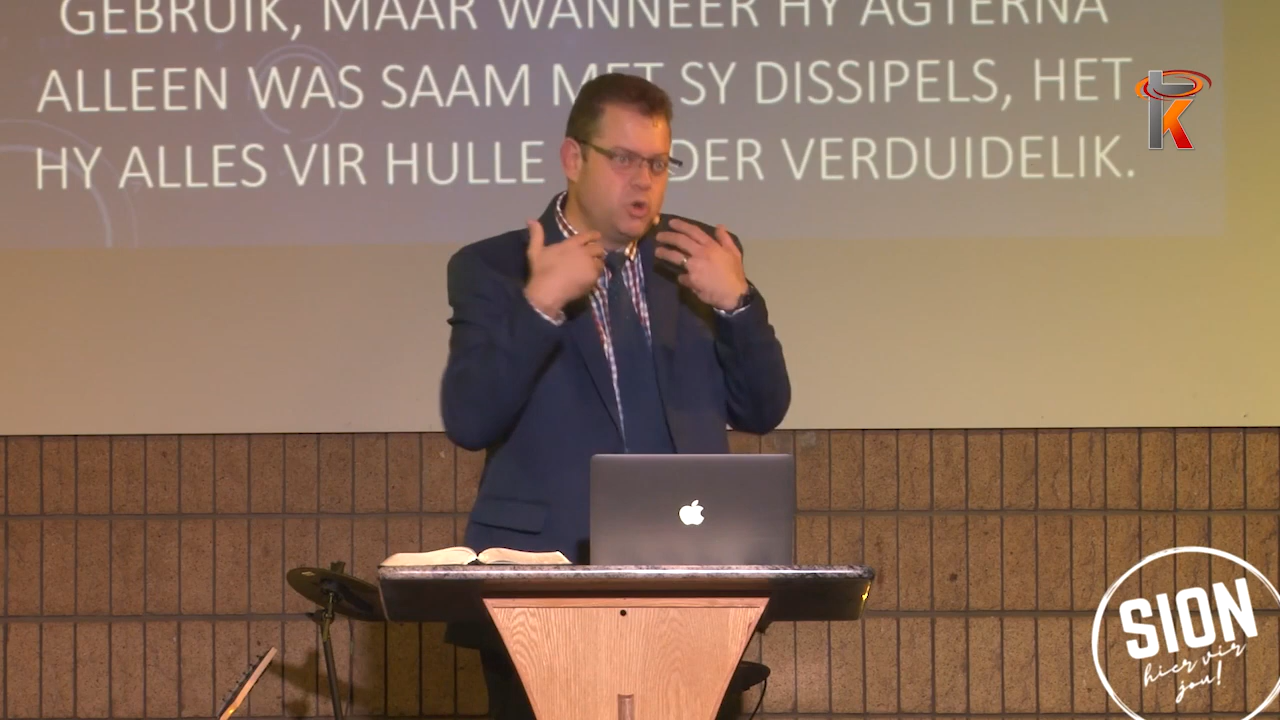 GEBRUIK, MAAR WANNEER HY AGTERNA
ALLEEN WAS SAAM MET SY DISSIPELS, HET
HY ALLES VIR HULLE DER VERDUIDELIK.
SION
hier vir
jou!